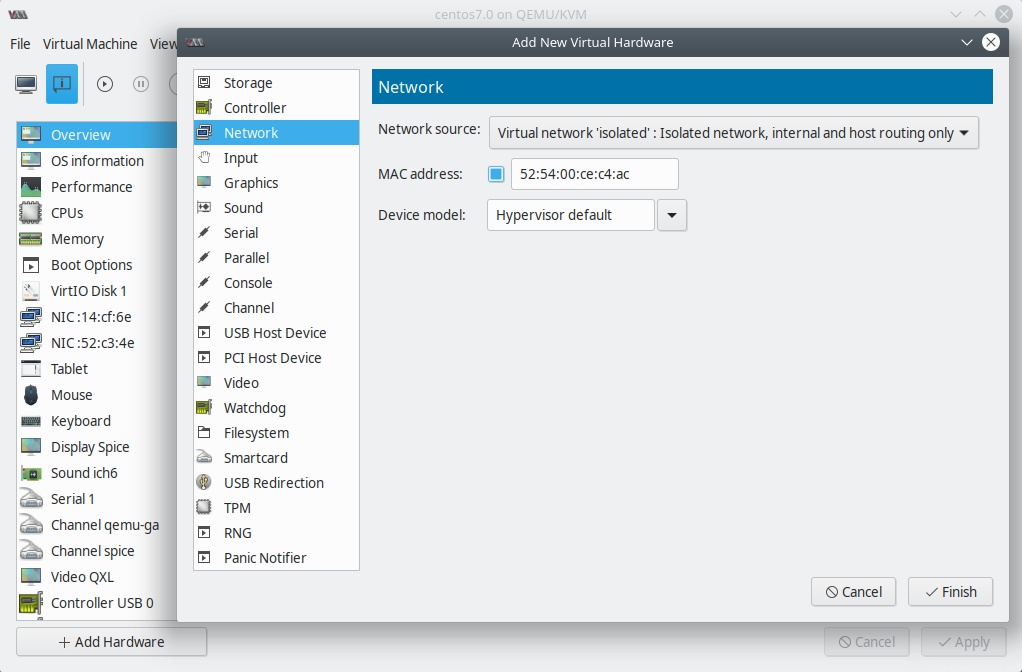 centos7.0 on QEMU/KVM
File Virtual Machine View
Add New Virtual Hardware
Overview
OS information
Performance
CPUs
Memory
Boot Options
VirtIO Disk 1
NIC :14:cf:6e
NIC :52:c3:4e
Tablet
Mouse
Keyboard
Display Spice
Sound ich6
Serial 1
Channel qemu-ga
Channel spice
Video QXL
Controller USB 0
Add Hardware
Storage
Controller
Network
Input
Graphics
Sound
Serial
Parallel
Console
Channel
USB Host Device
PCI Host Device
Video
Watchdog
Filesystem
Smartcard
USB Redirection
TPM
RNG
Panic Notifier
Network
Network source: Virtual network 'isolated' : Isolated network, internal and host routing only
MAC address: 52:54:00:ce:c4:ac
Device model: Hypervisor default
Cancel Finish
Cancel Apply